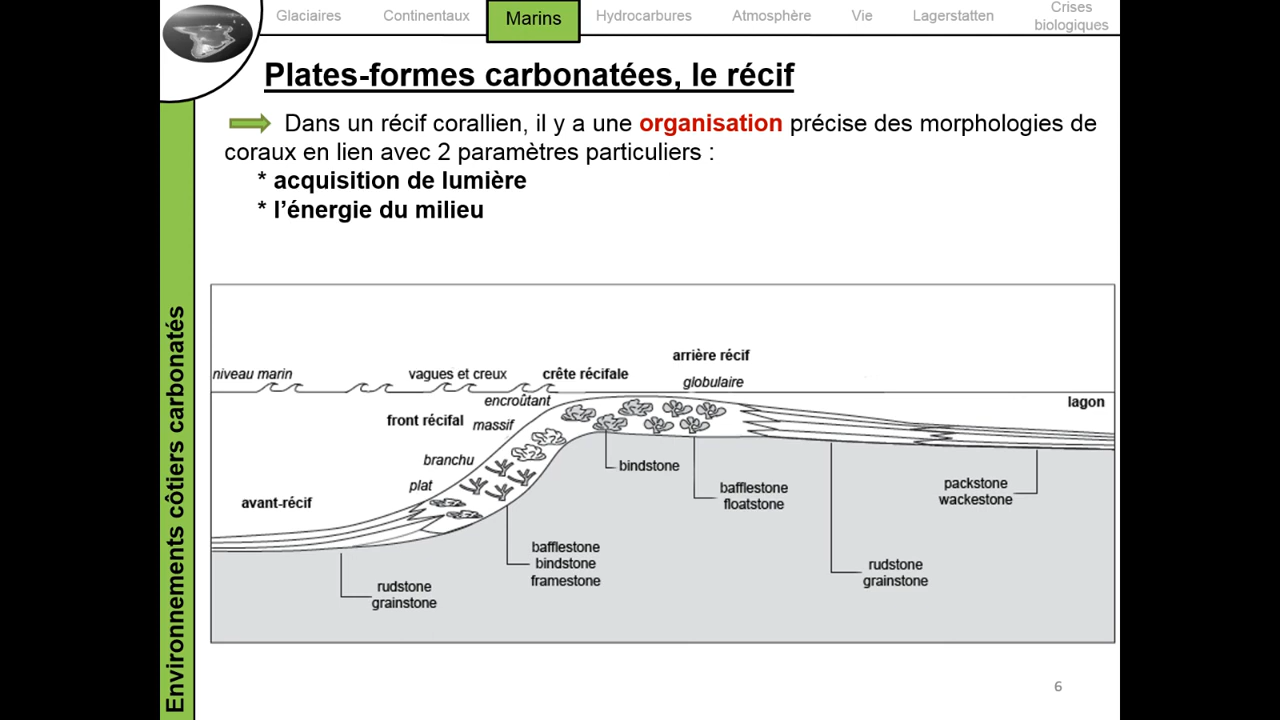 Glaciaires
Continentaux
Marins
Hydrocarbures
Atmosphère
Vie
Lagerstatten
Crises
biologiques
Plates-formes carbonatées, le récif
Dans un récif corallien, il y a une organisation précise des morphologies de
coraux en lien avec 2 paramètres particuliers :
* acquisition de lumière
* l'énergie du milieu
Environnements côtiers carbonatés
arrière récif
niveau marin
vagues et creux
crête récifale
globulaire
encroûtant
lagon
front récifal
massif
branchu
bindstone
plat
bafflestone
floatstone
packstone
wackestone
avant-récif
bafflestone
bindstone
framestone
rudstone
grainstone
rudstone
grainstone
6